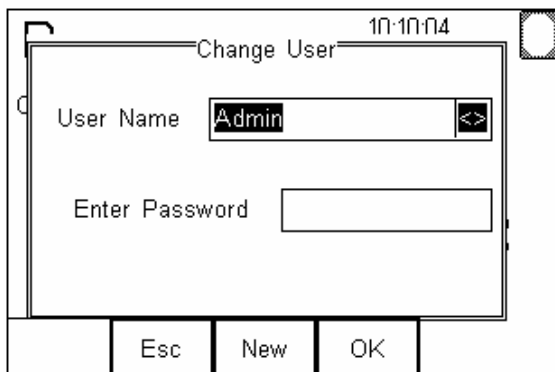 10:10:04
Change User
User Name Admin <>
Enter Password
Esc New OK